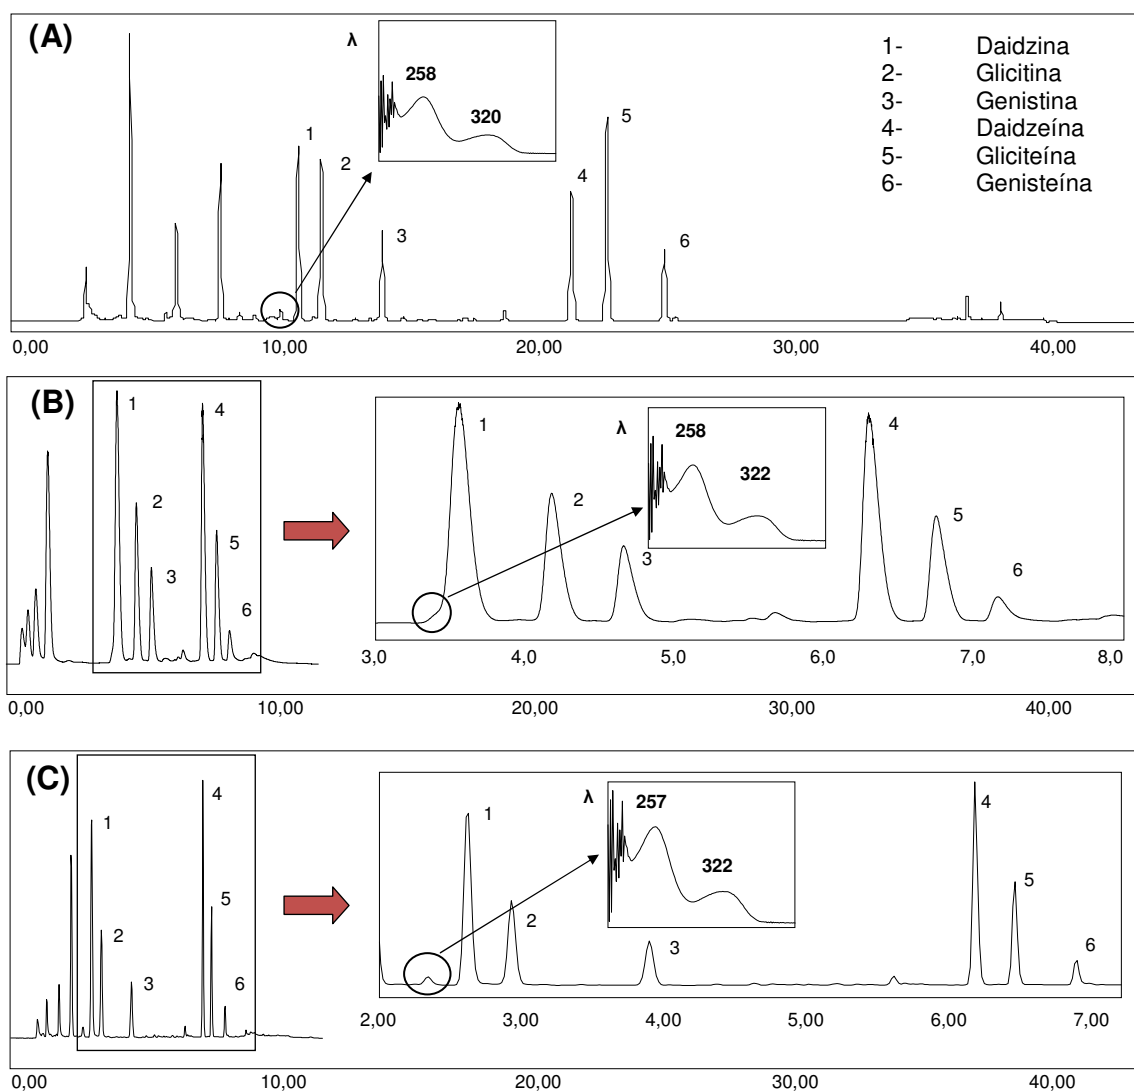 (A)
λ
258
320
1
2
3
4
5
6
1- Daidzina
2- Glicitina
3- Genistina
4- Daidzeína
5- Gliciteína
6- Genisteína
0,00 10,00 20,00 30,00 40,00
(B)
1
2
3
4
5
6
1
2
3
4
5
6
λ
258
322
3,0 4,0 5,0 6,0 7,0 8,0
0,00 10,00 20,00 30,00 40,00
(C)
1
2
3
4
5
6
1
2
3
4
5
6
λ
257
322
2,00 3,00 4,00 5,00 6,00 7,00
0,00 10,00 20,00 30,00 40,00